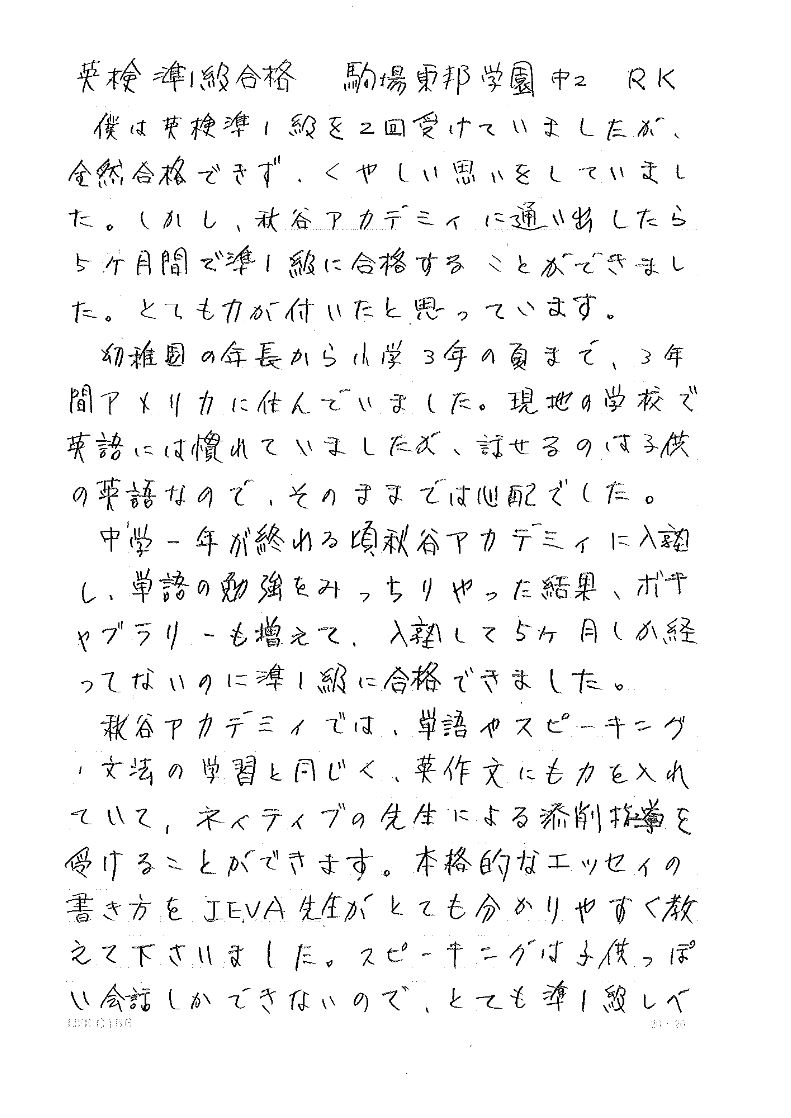 英検準1級合格 駒場東邦学園中2 RK
僕は英検準1級を2回受けていましたが、
全然合格できず、くやしい思いをしていまし
た。しかし、秋谷アカデミィに通い出したら
5ヶ月間で準1級に合格することができまし
た。とても力が付いたと思っています。
幼稚園の年長から小学3年の夏まで、3年
間アメリカに住んでいました。現地の学校で
英語には慣れていましたが、話せるのは子供
の英語なので、そのままでは心配でした。
中学一年が終れる頃秋谷アカデミィに入塾
し、単語の勉強をみっちりやった結果、ボキ
ャブラリーも増えて、入塾して5ヶ月しか経
ってないのに準1級に合格できました。
秋谷アカデミィでは、単語やスピーキング
、文法の学習と同じく、英作文にも力を入れ
ていて、ネイティブの先生による添削指導を
受けることができます。本格的なエッセィの
書き方をJEVA先生がとても分かりやすく教
えて下さいました。スピーキングは子供っぽ
い会話しかできないので、とても準1級レベ